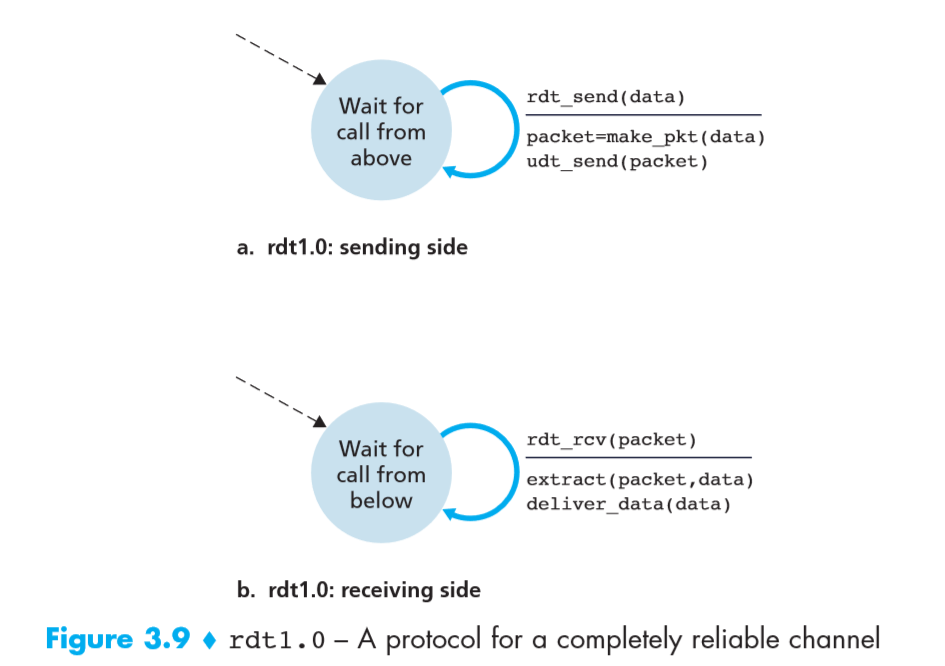 Wait for
call from
above
rdt_send(data)
packet=make_pkt(data)
udt_send(packet)
a. rdt1.0: sending side
Wait for
call from
below
rdt_rcv(packet)
extract(packet,data)
deliver_data(data)
b. rdt1.0: receiving side
Figure 3.9 ♦ rdt1.0 – A protocol for a completely reliable channel